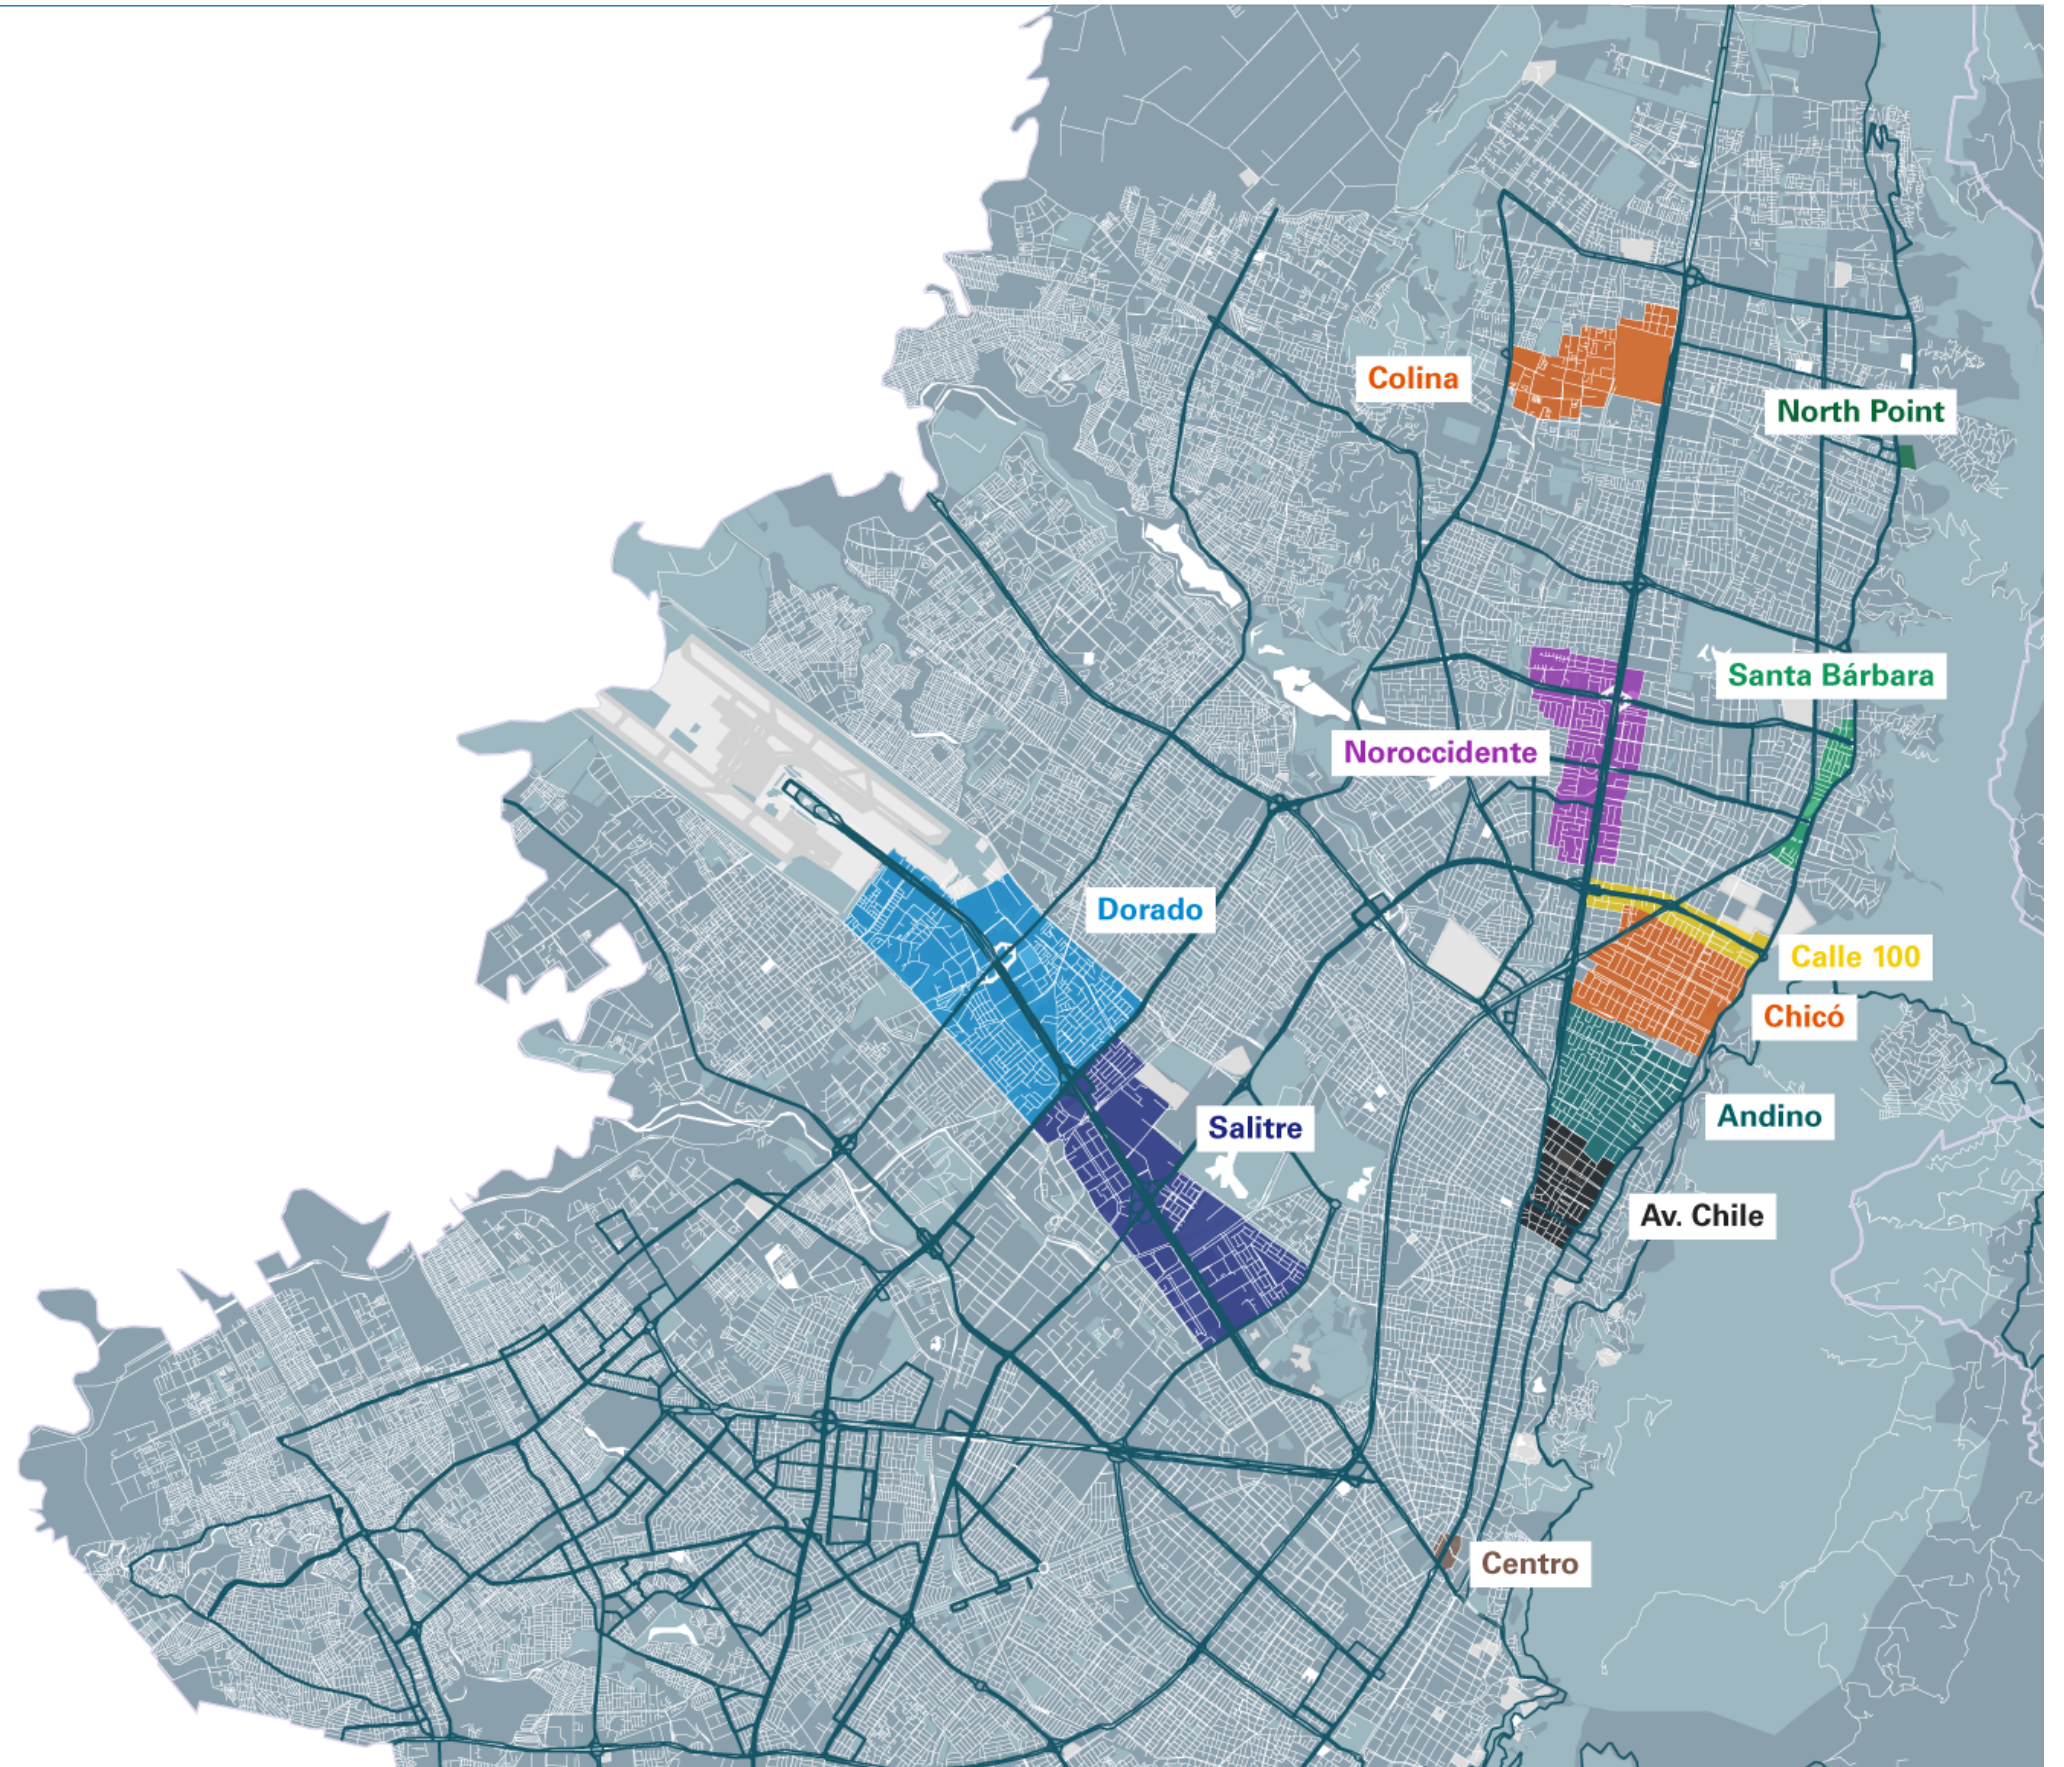 Colina
North Point
Santa Bárbara
Noroccidente
Dorado
Calle 100
Chicó
Andino
Salitre
Av. Chile
Centro